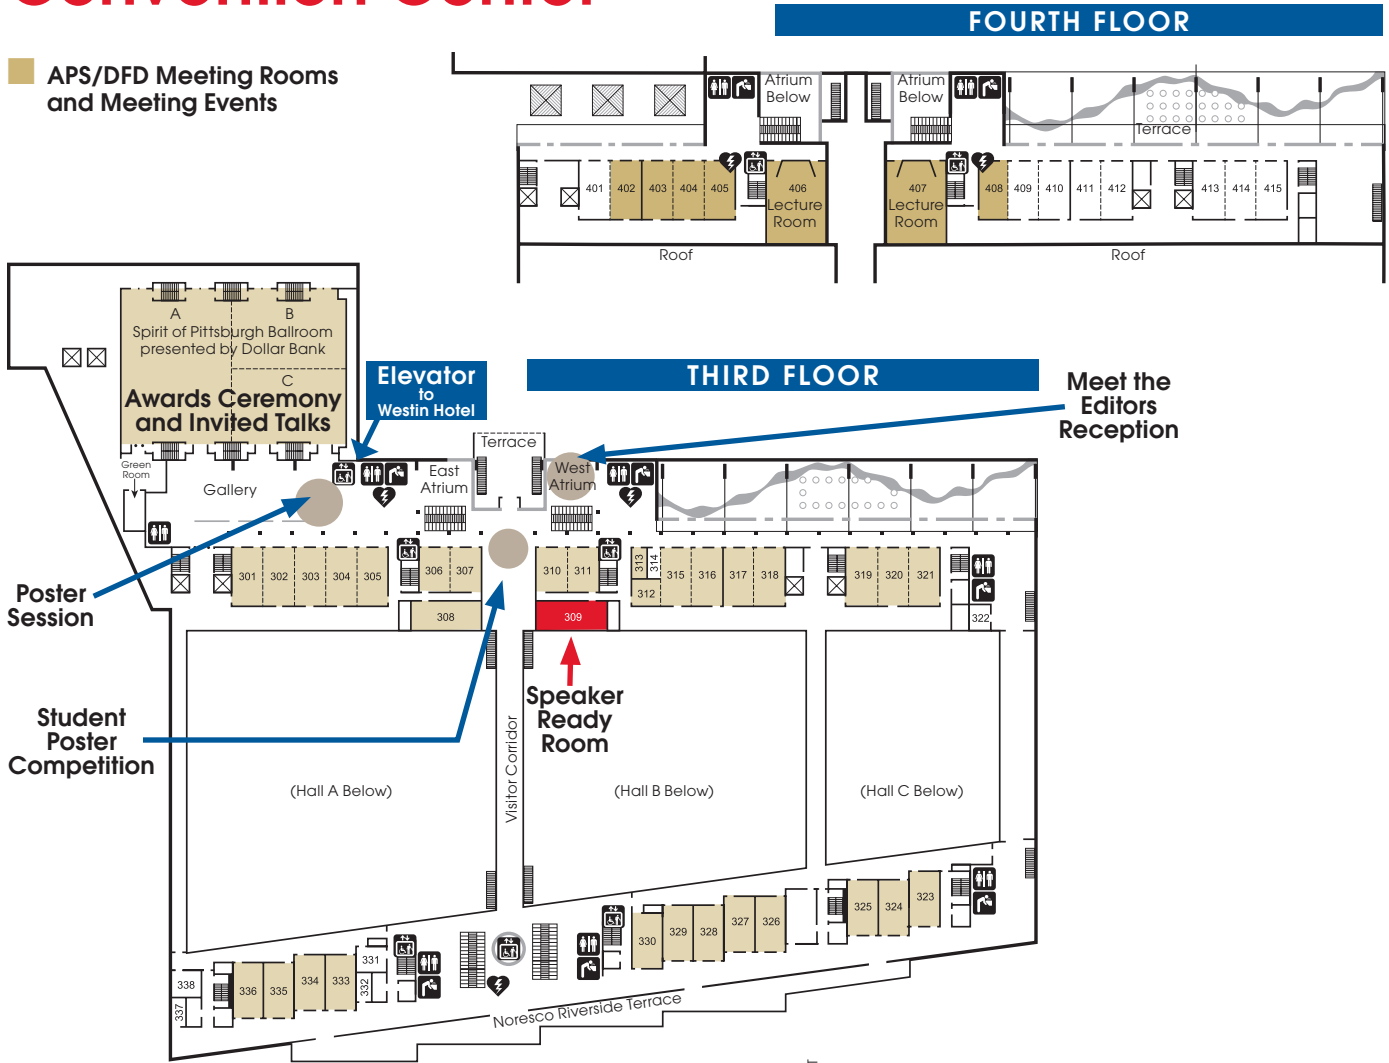 Convention Center
FOURTH FLOOR
APS/DFD Meeting Rooms
and Meeting Events
Atrium
Below
Atrium
Below
Terrace
401
402
403
404
405
406
Lecture
Room
407
Lecture
Room
408
409
410
411
412
413
414
415
Roof
Roof
A
B
Spirit of Pittsburgh Ballroom
presented by Dollar Bank
C
Awards Ceremony
and Invited Talks
Elevator
to
Westin Hotel
THIRD FLOOR
Meet the
Editors
Reception
Terrace
Green
Room
Gallery
East
Atrium
West
Atrium
301
302
303
304
305
306
307
310
311
313
314
312
315
316
317
318
319
320
321
322
308
309
Poster
Session
Speaker
Ready
Room
Student
Poster
Competition
Visitor Corridor
(Hall A Below)
(Hall B Below)
(Hall C Below)
323
324
325
326
327
328
329
330
331
332
333
334
335
336
338
337
Noresco Riverside Terrace